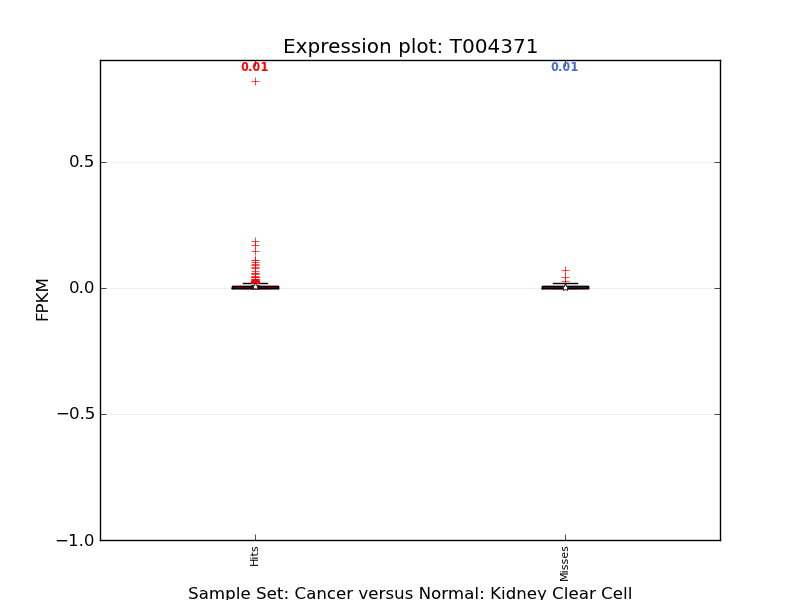 Expression plot: T004371
0.01
0.01
0.5
0.0
−0.5
−1.0
FPKM
Hits
Misses
Sample Set: Cancer versus Normal: Kidney Clear Cell